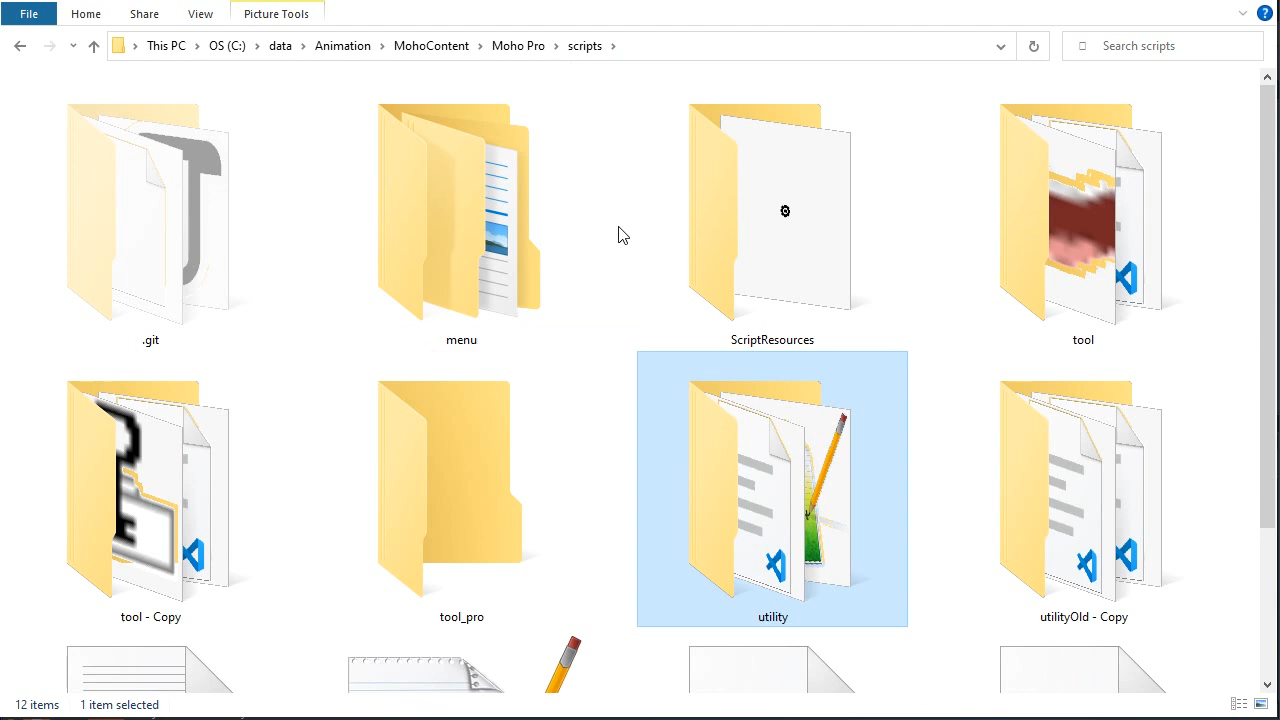 File Home Share View Picture Tools
This PC OS (C:) data Animation MohoContent Moho Pro scripts
Search scripts
.git menu ScriptResources tool
tool - Copy tool_pro utility utilityOld - Copy
12 items 1 item selected